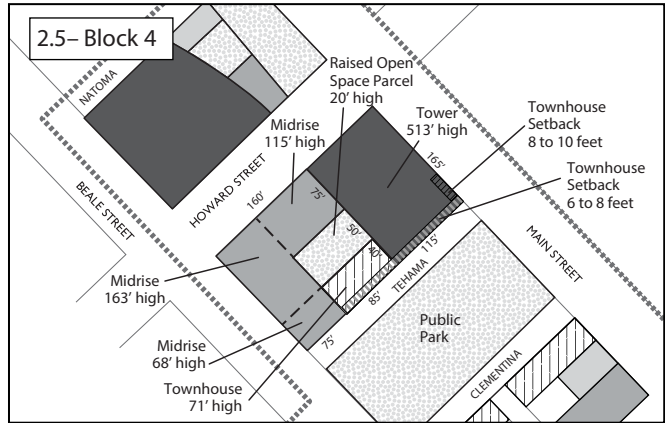 2.5– Block 4
NATOMA
Raised Open
Space Parcel
20’ high
Midrise
115’ high
Tower
513’ high
Townhouse
Setback
8 to 10 feet
Townhouse
Setback
6 to 8 feet
HOWARD STREET
BEALE STREET
165’
75’
160’
50’
40’
115’
MAIN STREET
TEHAMA
85’
75’
Midrise
163’ high
Midrise
68’ high
Townhouse
71’ high
Public
Park
CLEMENTINA